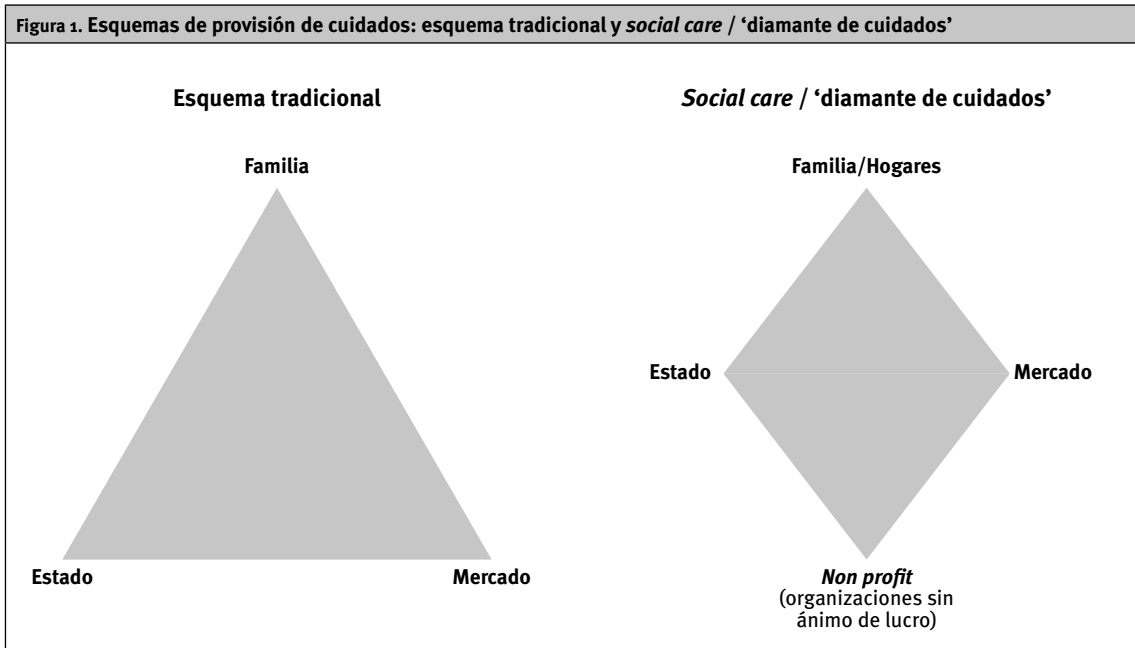 Figura 1. Esquemas de provisión de cuidados: esquema tradicional y social care / ‘diamante de cuidados’
Esquema tradicional
Familia
Estado
Mercado
Social care / ‘diamante de cuidados’
Familia/Hogares
Estado
Mercado
Non profit
(organizaciones sin
ánimo de lucro)